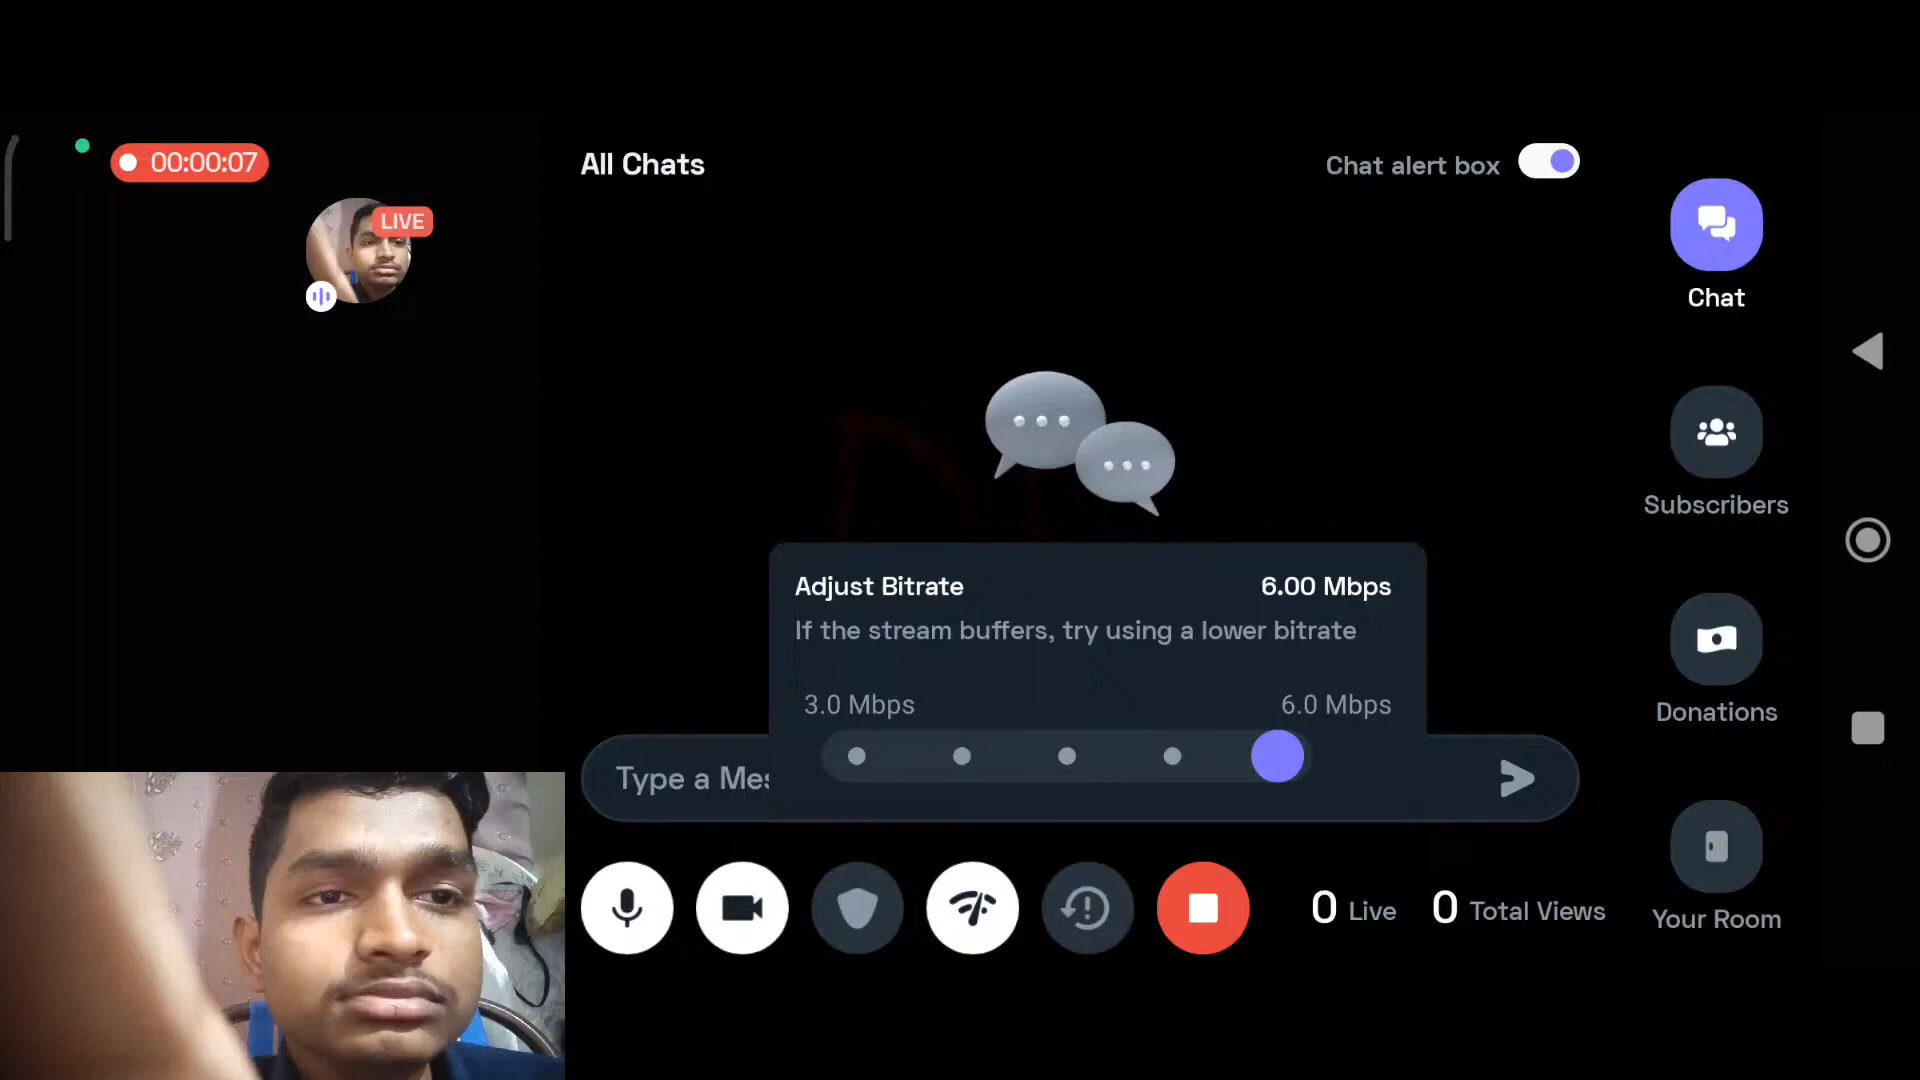 00:00:07
All Chats
Chat alert box
LIVE
Chat
Subscribers
Adjust Bitrate
6.00 Mbps
If the stream buffers, try using a lower bitrate
3.0 Mbps
6.0 Mbps
Donations
Type a Mes
0 Live
0 Total Views
Your Room